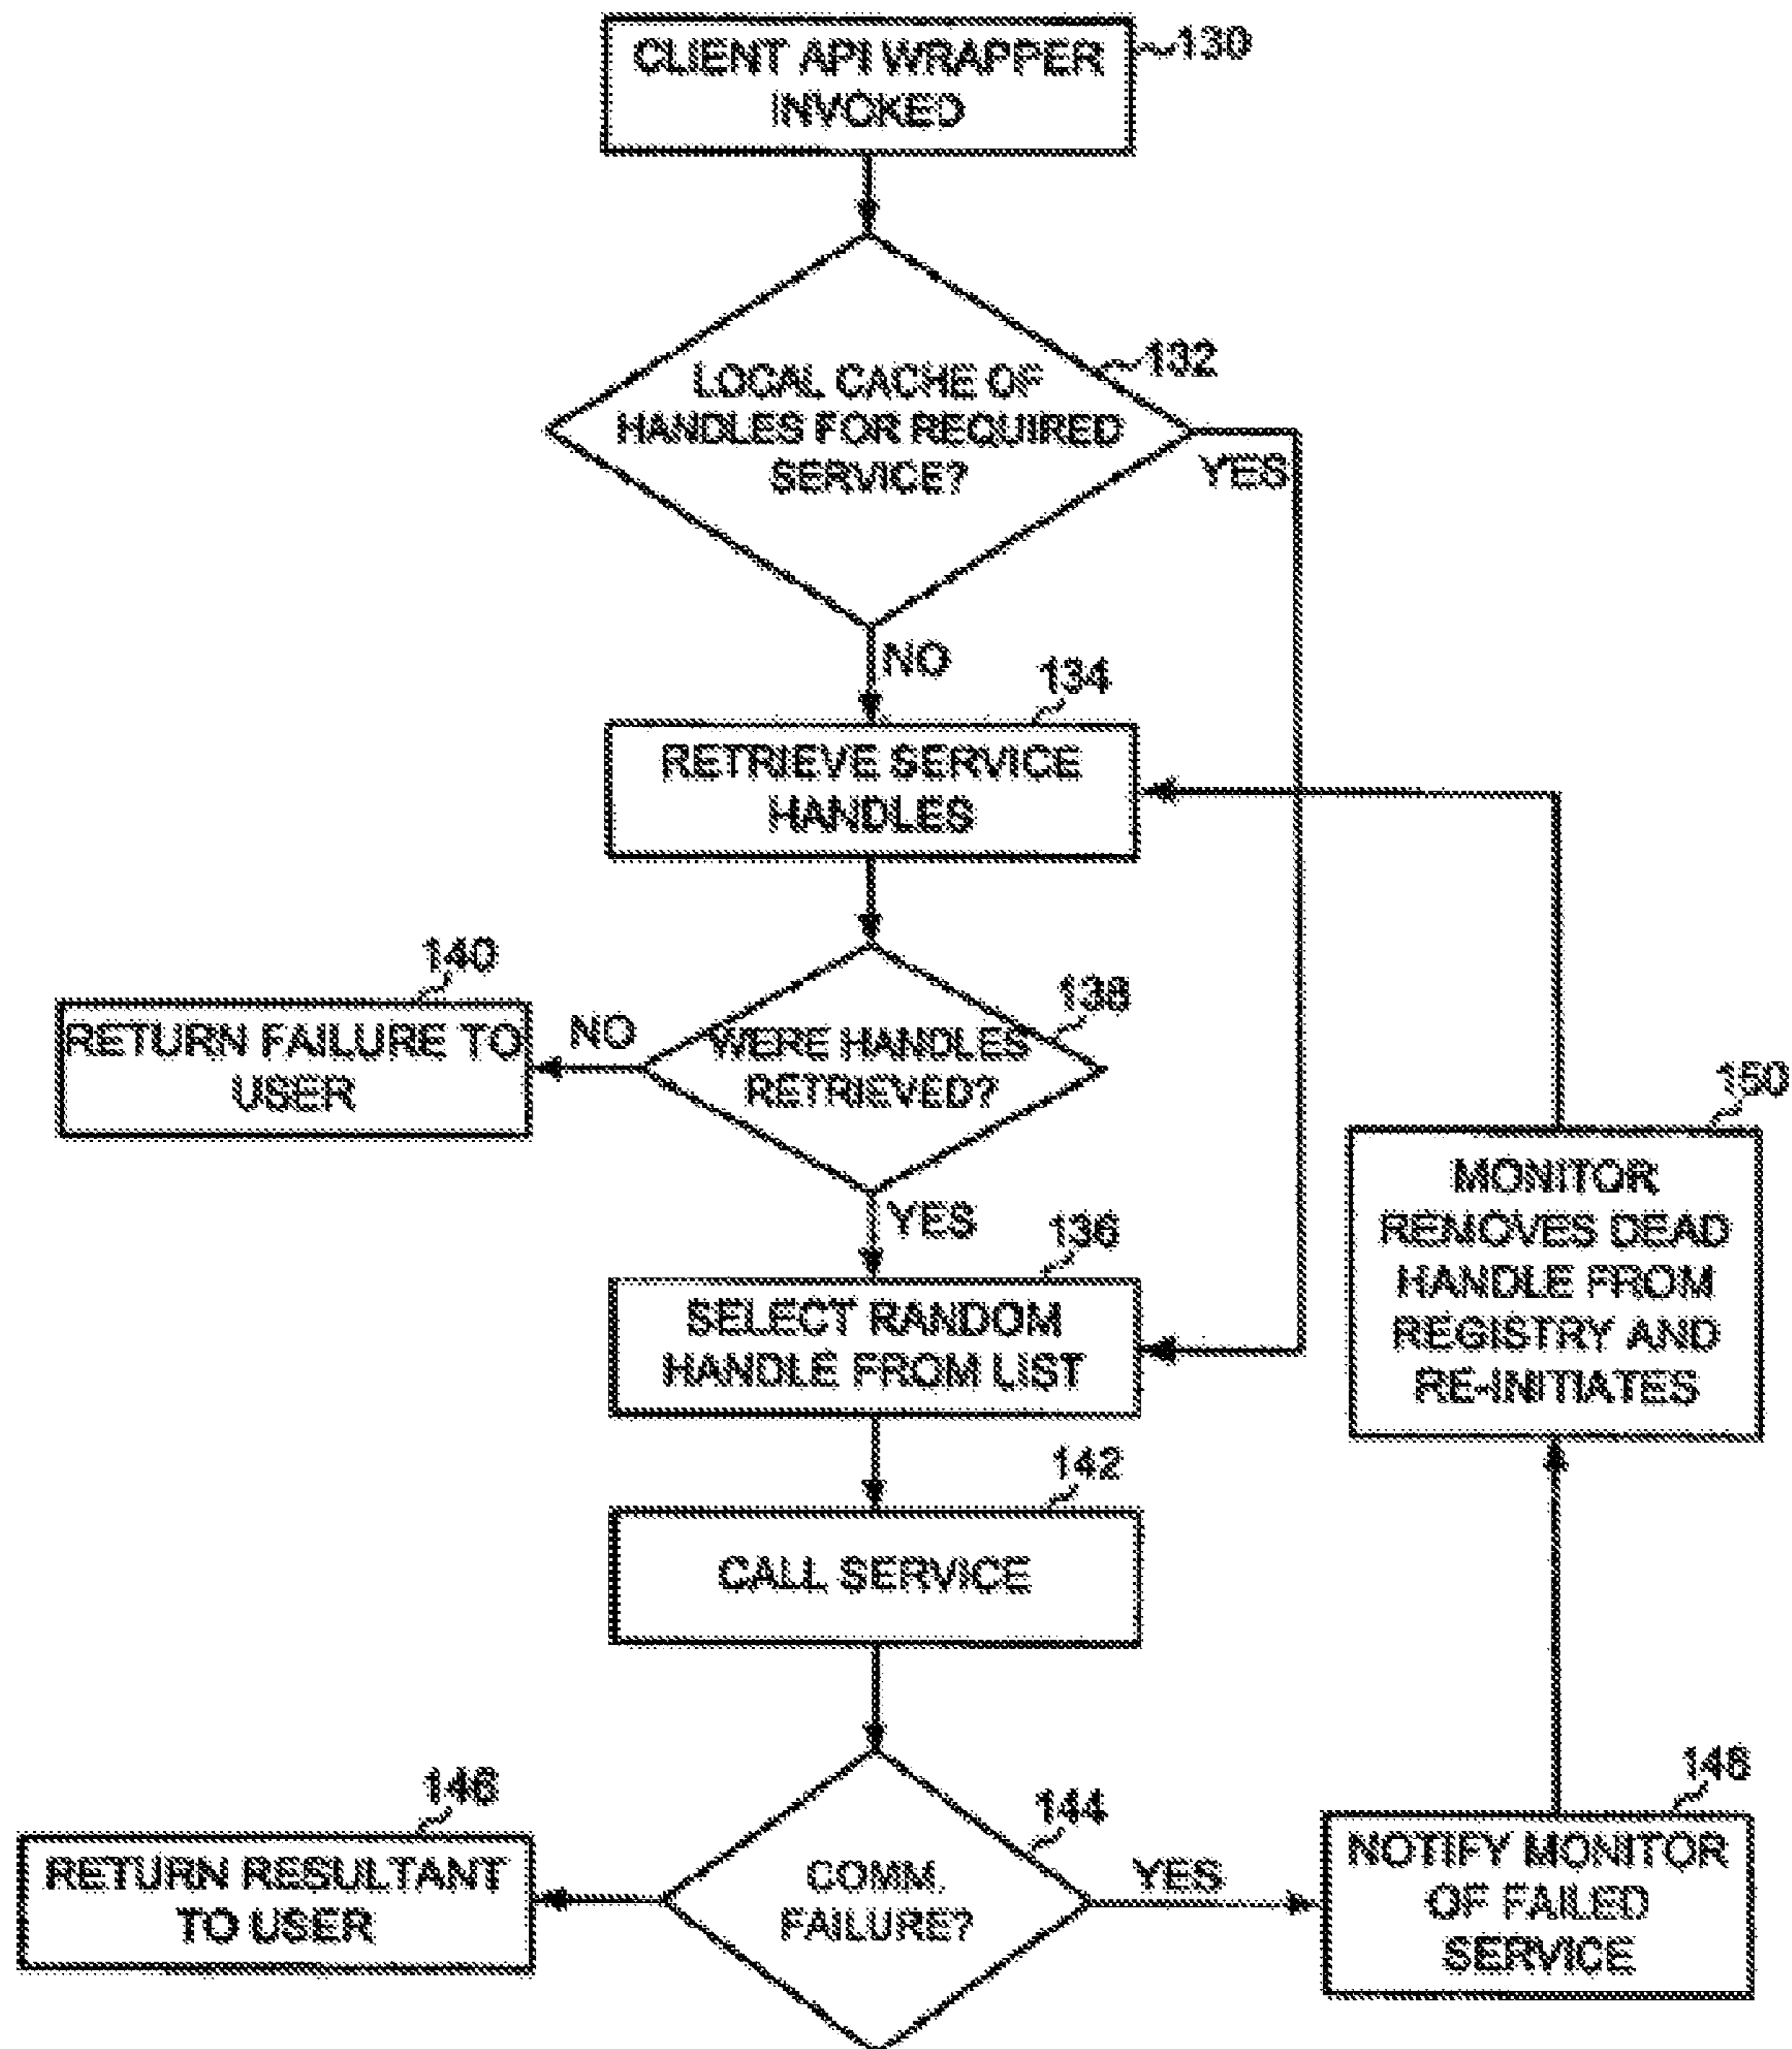 CLIENT API WRAPPER
INVOKED
130
LOCAL CACHE OF
HANDLES FOR REQUIRED
SERVICE?
132
YES
NO
134
RETRIEVE SERVICE
HANDLES
140
RETURN FAILURE TO
USER
NO
WERE HANDLES
RETRIEVED?
138
YES
136
SELECT RANDOM
HANDLE FROM LIST
150
MONITOR
REMOVES DEAD
HANDLE FROM
REGISTRY AND
RE-INITIATES
142
CALL SERVICE
146
RETURN RESULTANT
TO USER
144
COMM.
FAILURE?
YES
148
NOTIFY MONITOR
OF FAILED
SERVICE